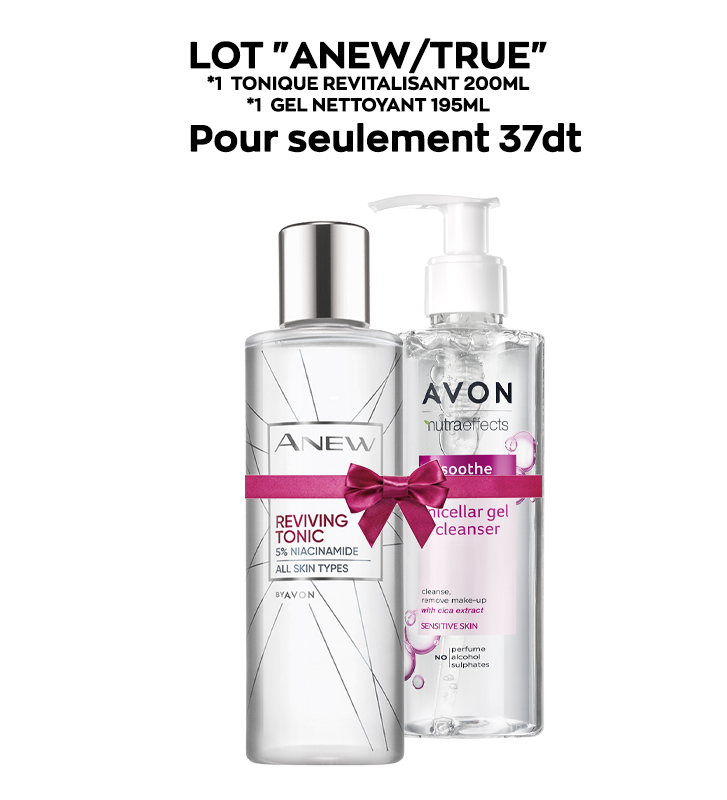 LOT "ANEW/TRUE"
*1 TONIQUE REVITALISANT 200ML
*1 GEL NETTOYANT 195ML
Pour seulement 37dt
ANEW
REVIVING
TONIC
5% NIACINAMIDE
ALL SKIN TYPES
BY AVON
AVON
nutraeffects
soothe
micellar gel
cleanser
cleanse,
remove make-up
with cica extract
SENSITIVE SKIN
NO perfume
alcohol
sulphates